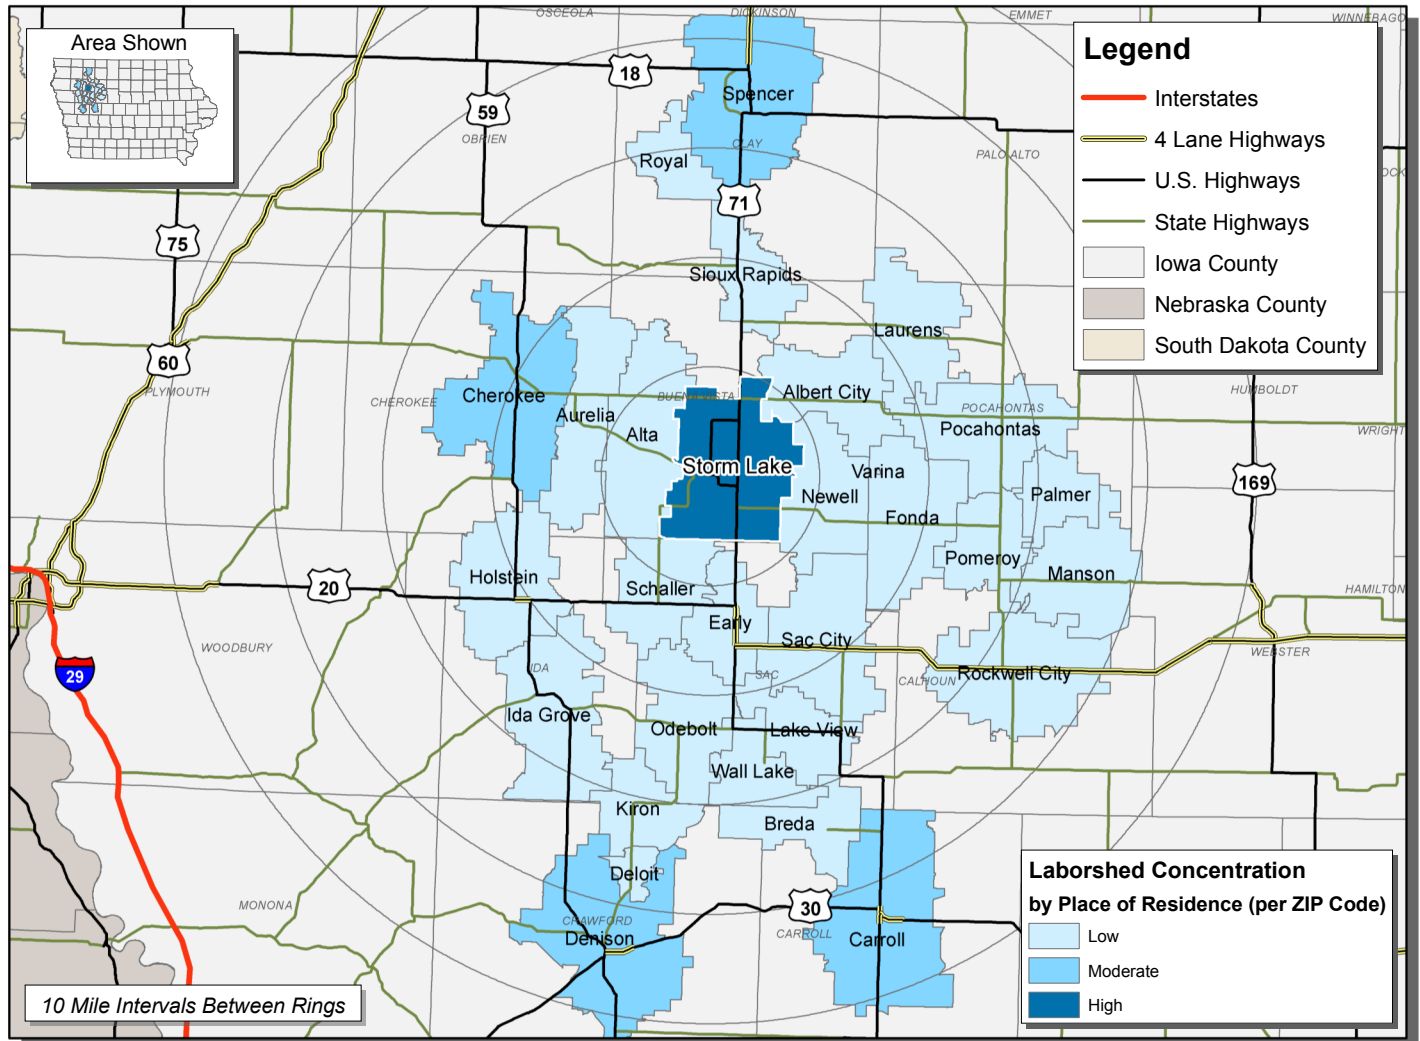 OSCEOLA
DICKINSON
EMMET
WINNEBAGO
Area Shown
18
59
OBRIEN
Spencer
CLAY
Royal
PALO ALTO
71
75
Sioux Rapids
Laurens
60
PLYMOUTH
CHEROKEE
Cherokee
Aurelia
Alta
BUENA VISTA
Albert City
POCAHONTAS
Pocahontas
HUMBOLDT
WRIGHT
Storm Lake
Varina
Newell
Fonda
Palmer
169
Pomeroy
Manson
Holstein
20
Schaller
HAMILTON
Early
Sac City
WOODBURY
IDA
SAC
CALHOUN
Rockwell City
WEBSTER
29
Ida Grove
Odebolt
Lake View
Wall Lake
Kiron
Breda
Deloit
MONONA
CRAWFORD
Denison
30
CARROLL
Carroll
10 Mile Intervals Between Rings
Legend
Interstates
4 Lane Highways
U.S. Highways
State Highways
Iowa County
Nebraska County
South Dakota County
Laborshed Concentration
by Place of Residence (per ZIP Code)
Low
Moderate
High